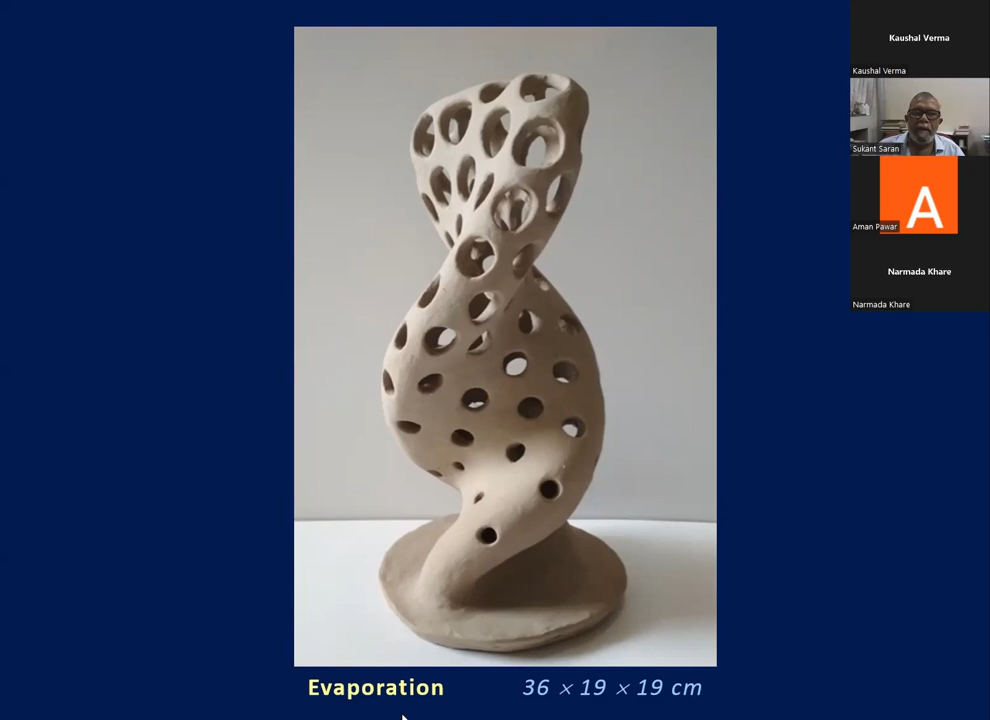 Evaporation 36 × 19 × 19 cm
Kaushal Verma
Kaushal Verma
Sukant Saran
A
Aman Pawar
Narmada Khare
Narmada Khare